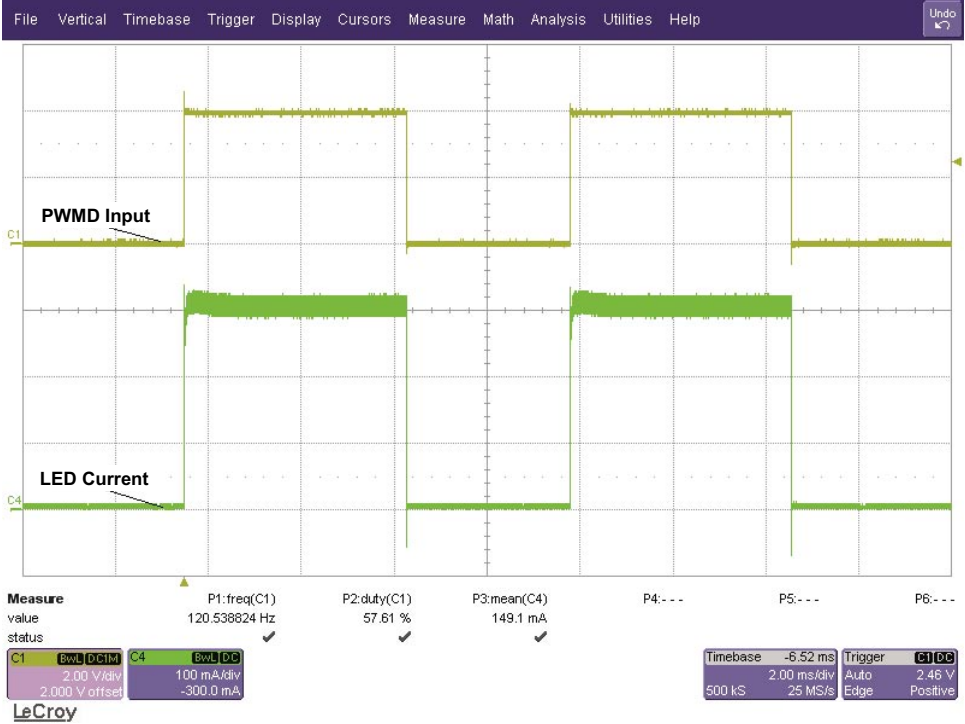 File Vertical Timebase Trigger Display Cursors Measure Math Analysis Utilities Help Undo
C1
PWMD Input
LED Current
C4
Measure P1:freq(C1) P2:duty(C1) P3:mean(C4) P4:- - - P5:- - - P6:- - -
value 120.538824 Hz 57.61 % 149.1 mA
status
C1 BwL DC1M C4 BwL DC Timebase -6.52 ms Trigger C1 DC
2.00 V/div 100 mA/div 2.00 ms/div Auto 2.46 V
2.000 V offset -300.0 mA 500 kS 25 MS/s Edge Positive
LeCroy